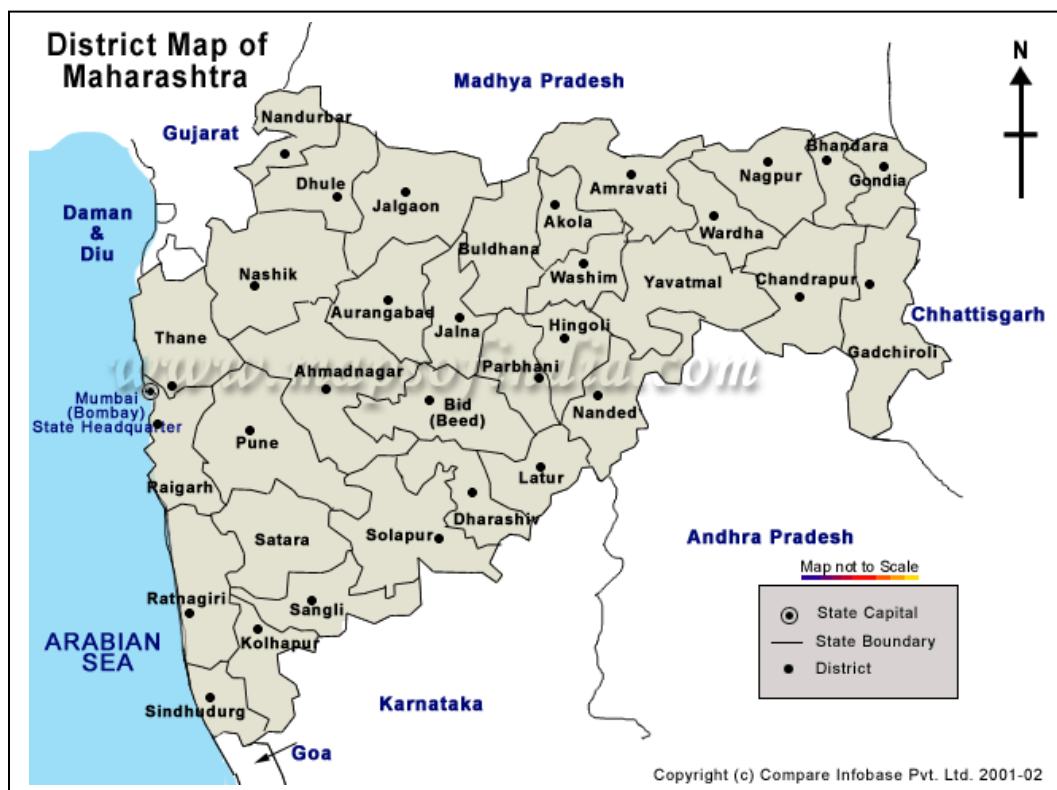 District Map of
Maharashtra
N
Madhya Pradesh
Gujarat
Nandurbar
Bhandara
Dhule
Jalgaon
Amravati
Nagpur
Gondia
Daman
&
Diu
Akola
Wardha
Buldhana
Nashik
Washim
Yavatmal
Chandrapur
Aurangabad
Jalna
Hingoli
Chhattisgarh
Thane
Gadchiroli
www.mapsofindia.com
Ahmadnagar
Parbhani
Mumbai
(Bombay)
State Headquarter
Bid
(Beed)
Nanded
Pune
Raigarh
Latur
Dharashiv
Satara
Solapur
Andhra Pradesh
Map not to Scale
Ratnagiri
Sangli
State Capital
ARABIAN
SEA
Kolhapur
State Boundary
District
Sindhudurg
Karnataka
Goa
Copyright (c) Compare Infobase Pvt. Ltd. 2001-02